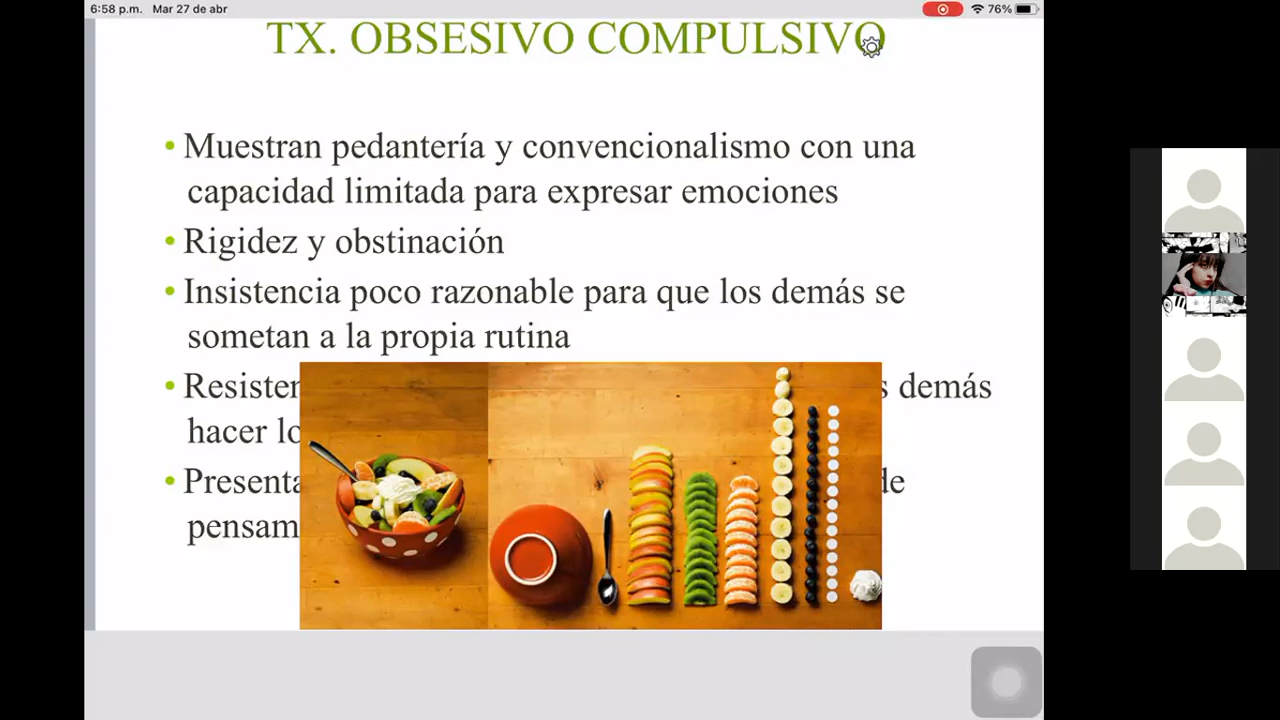 6:58 p.m. Mar 27 de abr
76%
TX. OBSESIVO COMPULSIVO
• Muestran pedantería y convencionalismo con una
capacidad limitada para expresar emociones
• Rigidez y obstinación
• Insistencia poco razonable para que los demás se
sometan a la propia rutina
• Resisten s demás
hacer lo
• Presenta de
pensam